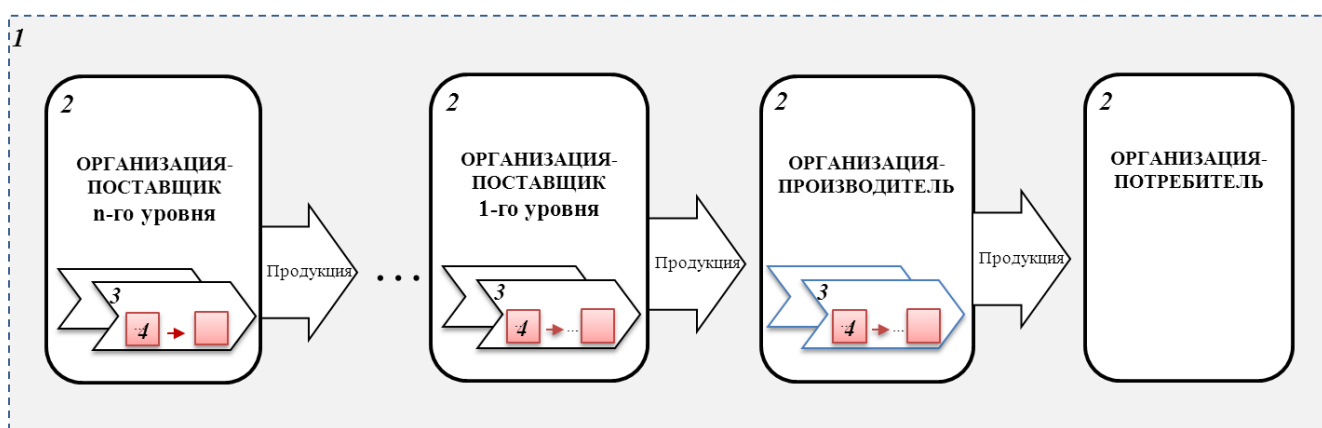 1
2
ОРГАНИЗАЦИЯ-
ПОСТАВЩИК
n-го уровня
3
4
Продукция
...
2
ОРГАНИЗАЦИЯ-
ПОСТАВЩИК
1-го уровня
3
4
...
Продукция
2
ОРГАНИЗАЦИЯ-
ПРОИЗВОДИТЕЛЬ
3
4
...
Продукция
2
ОРГАНИЗАЦИЯ-
ПОТРЕБИТЕЛЬ